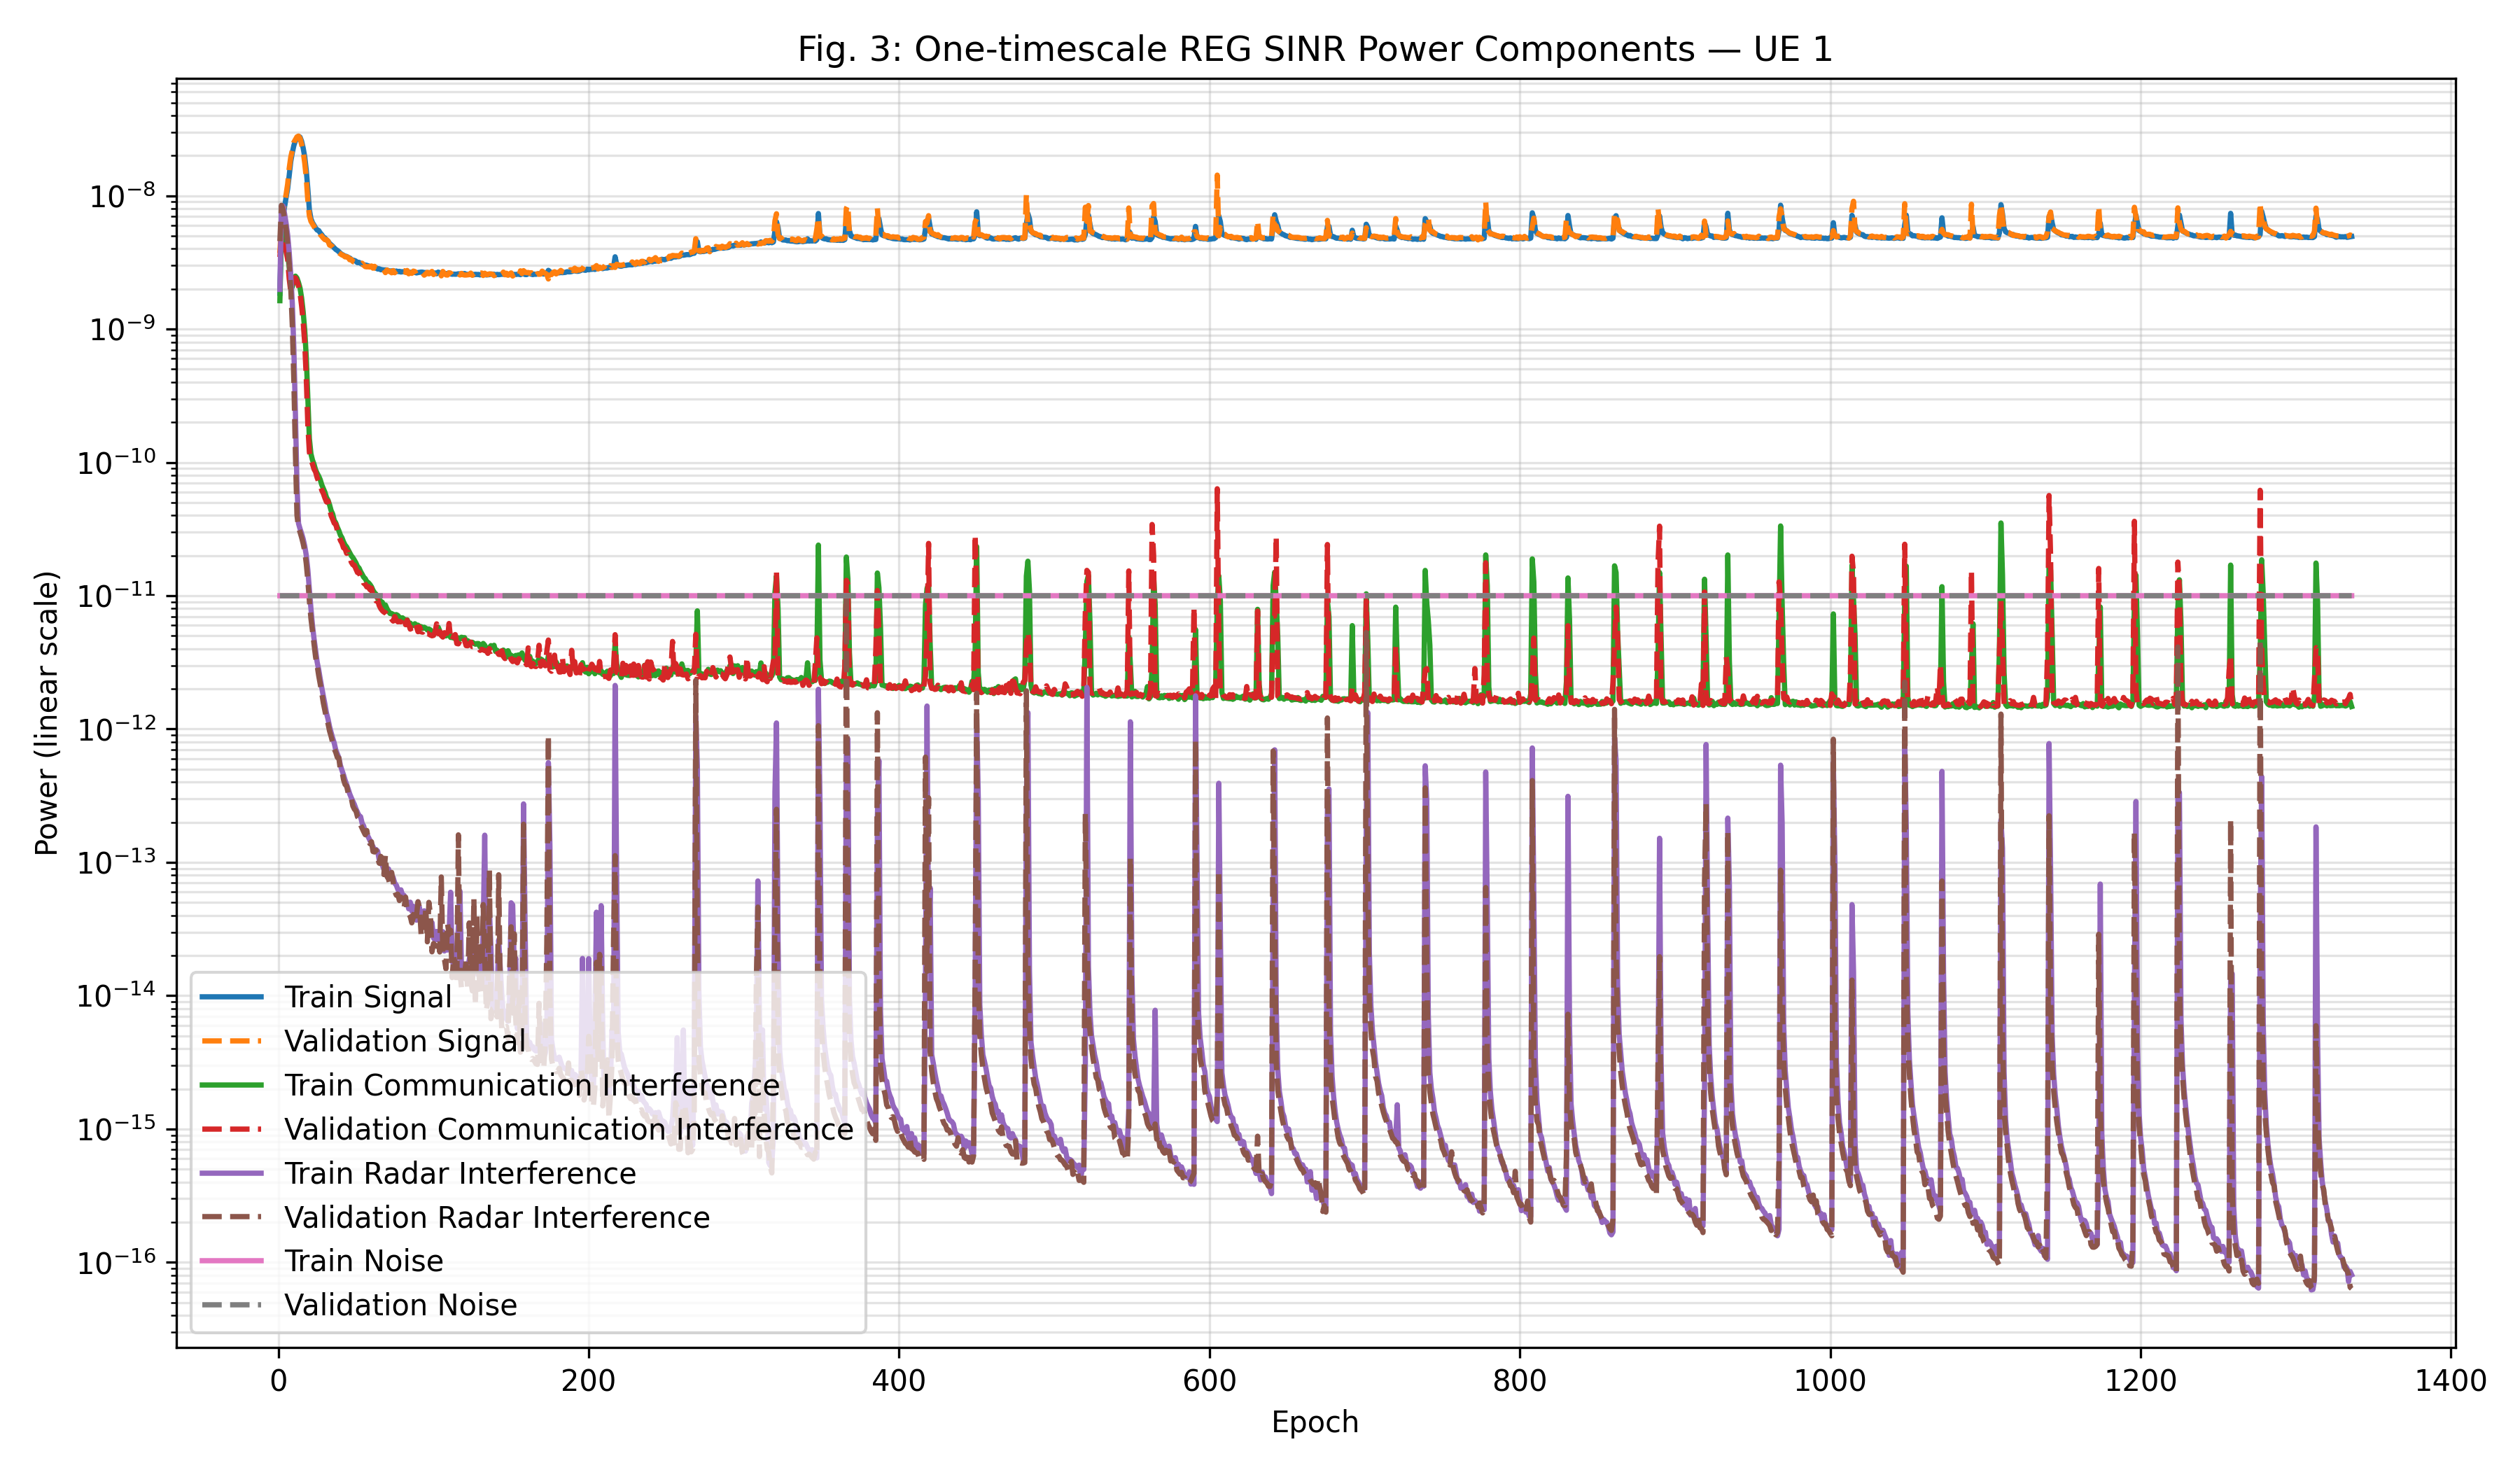 Fig. 3: One-timescale REG SINR Power Components — UE 1
Power (linear scale)
10⁻⁸
10⁻⁹
10⁻¹⁰
10⁻¹¹
10⁻¹²
10⁻¹³
10⁻¹⁴
10⁻¹⁵
10⁻¹⁶
Train Signal
Validation Signal
Train Communication Interference
Validation Communication Interference
Train Radar Interference
Validation Radar Interference
Train Noise
Validation Noise
0 200 400 600 800 1000 1200 1400
Epoch